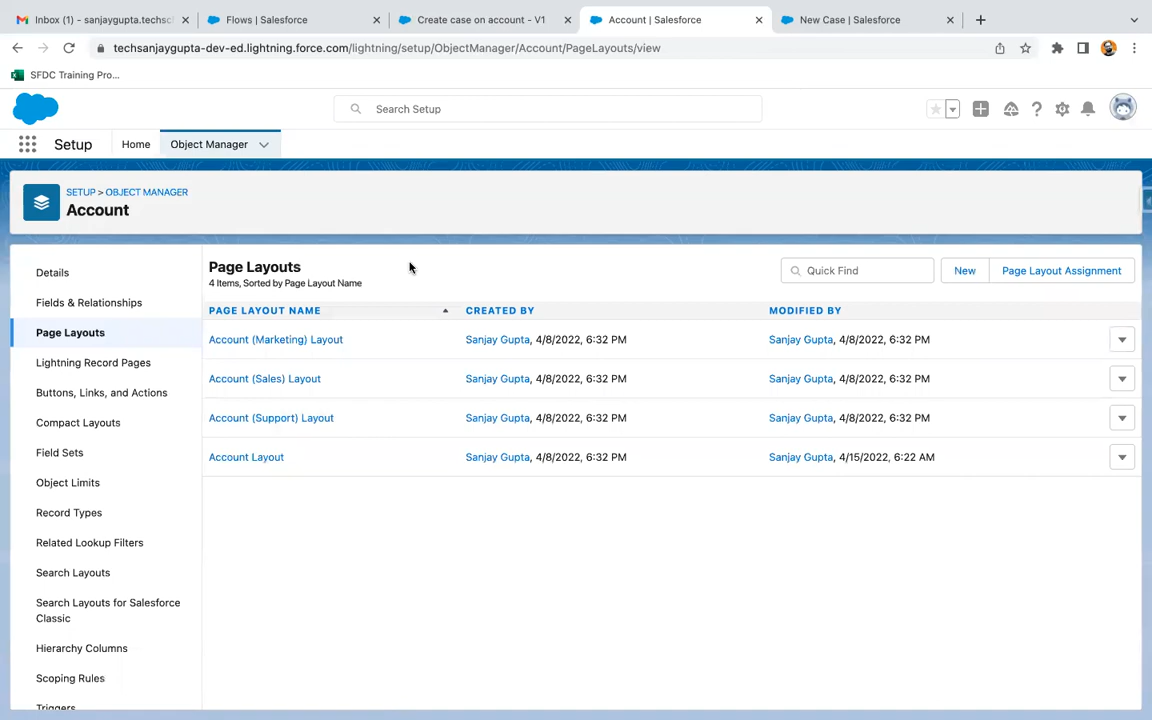 Inbox (1) - sanjaygupta.techscl
Flows | Salesforce
Create case on account - V1
Account | Salesforce
New Case | Salesforce
techsanjaygupta-dev-ed.lightning.force.com/lightning/setup/ObjectManager/Account/PageLayouts/view
SFDC Training Pro...
Search Setup
Setup
Home
Object Manager
SETUP > OBJECT MANAGER
Account
Details
Fields & Relationships
Page Layouts
Lightning Record Pages
Buttons, Links, and Actions
Compact Layouts
Field Sets
Object Limits
Record Types
Related Lookup Filters
Search Layouts
Search Layouts for Salesforce
Classic
Hierarchy Columns
Scoping Rules
Triggers
Page Layouts
4 Items, Sorted by Page Layout Name
Quick Find
New
Page Layout Assignment
PAGE LAYOUT NAME CREATED BY MODIFIED BY
Account (Marketing) Layout Sanjay Gupta, 4/8/2022, 6:32 PM Sanjay Gupta, 4/8/2022, 6:32 PM
Account (Sales) Layout Sanjay Gupta, 4/8/2022, 6:32 PM Sanjay Gupta, 4/8/2022, 6:32 PM
Account (Support) Layout Sanjay Gupta, 4/8/2022, 6:32 PM Sanjay Gupta, 4/8/2022, 6:32 PM
Account Layout Sanjay Gupta, 4/8/2022, 6:32 PM Sanjay Gupta, 4/15/2022, 6:22 AM